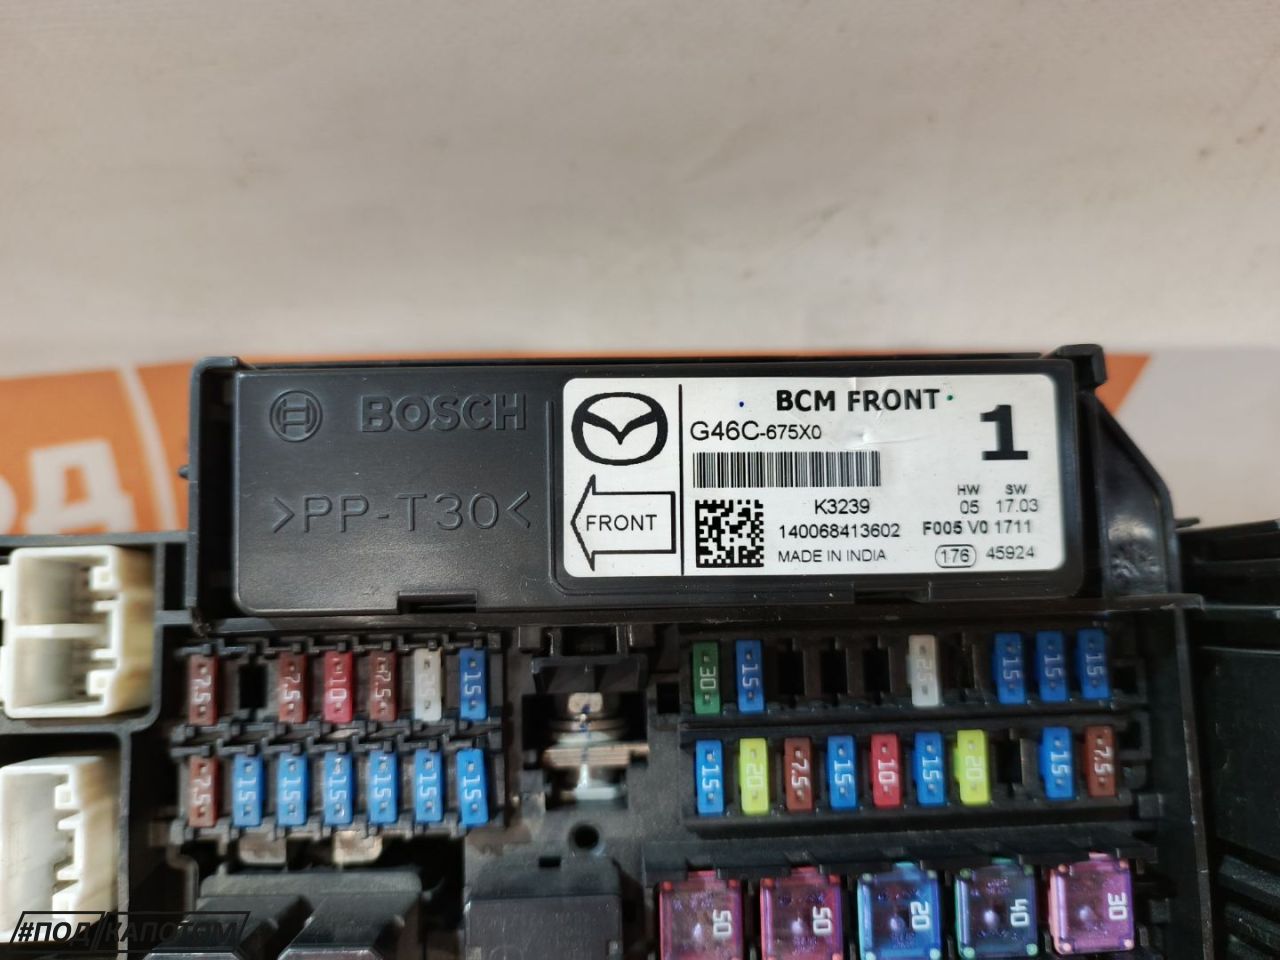 BOSCH
>PP-T30<
BCM FRONT
G46C-675X0
1
FRONT
K3239
140068413602
MADE IN INDIA
HW SW
05 17.03
F005 V0 1711
176 45924
7.5 7.5 10 7.5 25 15
30 15 25 15 15 15
7.5 15 15 15 15 15 15
15 20 7.5 15 10 15 20 15 7.5
50 50 20 40 30
#ПОД КАПОТЯМ